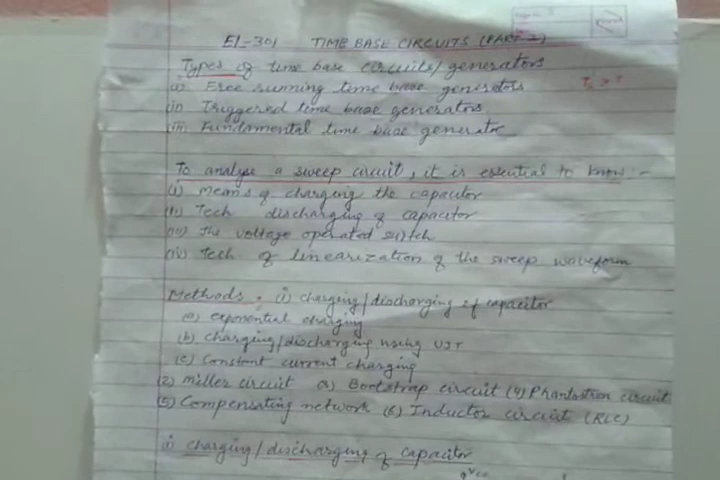 EI-301 TIME BASE CIRCUITS (PART-2)
Types of time base circuits/generators
i) Free running time base generators
ii) Triggered time base generators
iii) Fundamental time base generator
To analyse a sweep circuit, it is essential to know:-
(i) Means of charging the capacitor
(ii) Tech discharging of capacitor
(iii) The voltage operated switch
(iv) Tech of linearization of the sweep waveform
Methods: (i) charging/discharging of capacitor
(a) exponential charging
(b) charging/discharging using UJT
(c) Constant current charging
(2) Miller circuit Bootstrap circuit (4) Phantastron circuit
(5) Compensating network (6) Inductor circuit (RLC)
i) charging/discharging of capacitor